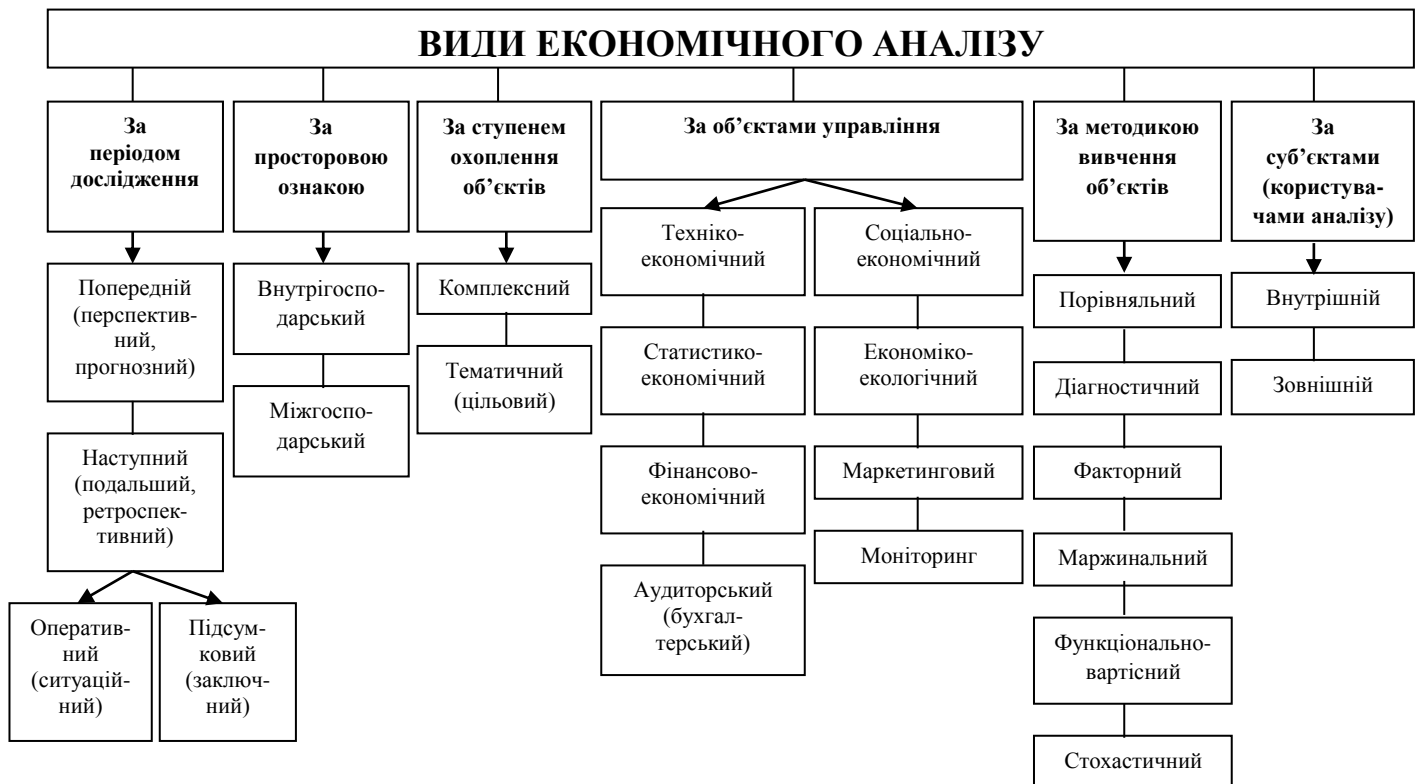 ВИДИ ЕКОНОМІЧНОГО АНАЛІЗУ
За
періодом
дослідження
Попередній
(перспектив-
ний,
прогнозний)
Наступний
(подальший,
ретроспек-
тивний)
Оператив-
ний
(ситуацій-
ний)
Підсум-
ковий
(заключ-
ний)
За
просторовою
ознакою
Внутрігоспо-
дарський
Міжгоспо-
дарський
За ступенем
охоплення
об’єктів
Комплексний
Тематичний
(цільовий)
За об’єктами управління
Техніко-
економічний
Статистико-
економічний
Фінансово-
економічний
Аудиторський
(бухгал-
терський)
Соціально-
економічний
Економіко-
екологічний
Маркетинговий
Моніторинг
За методикою
вивчення
об’єктів
Порівняльний
Діагностичний
Факторний
Маржинальний
Функціонально-
вартісний
Стохастичний
За
суб’єктами
(користува-
чами аналізу)
Внутрішній
Зовнішній